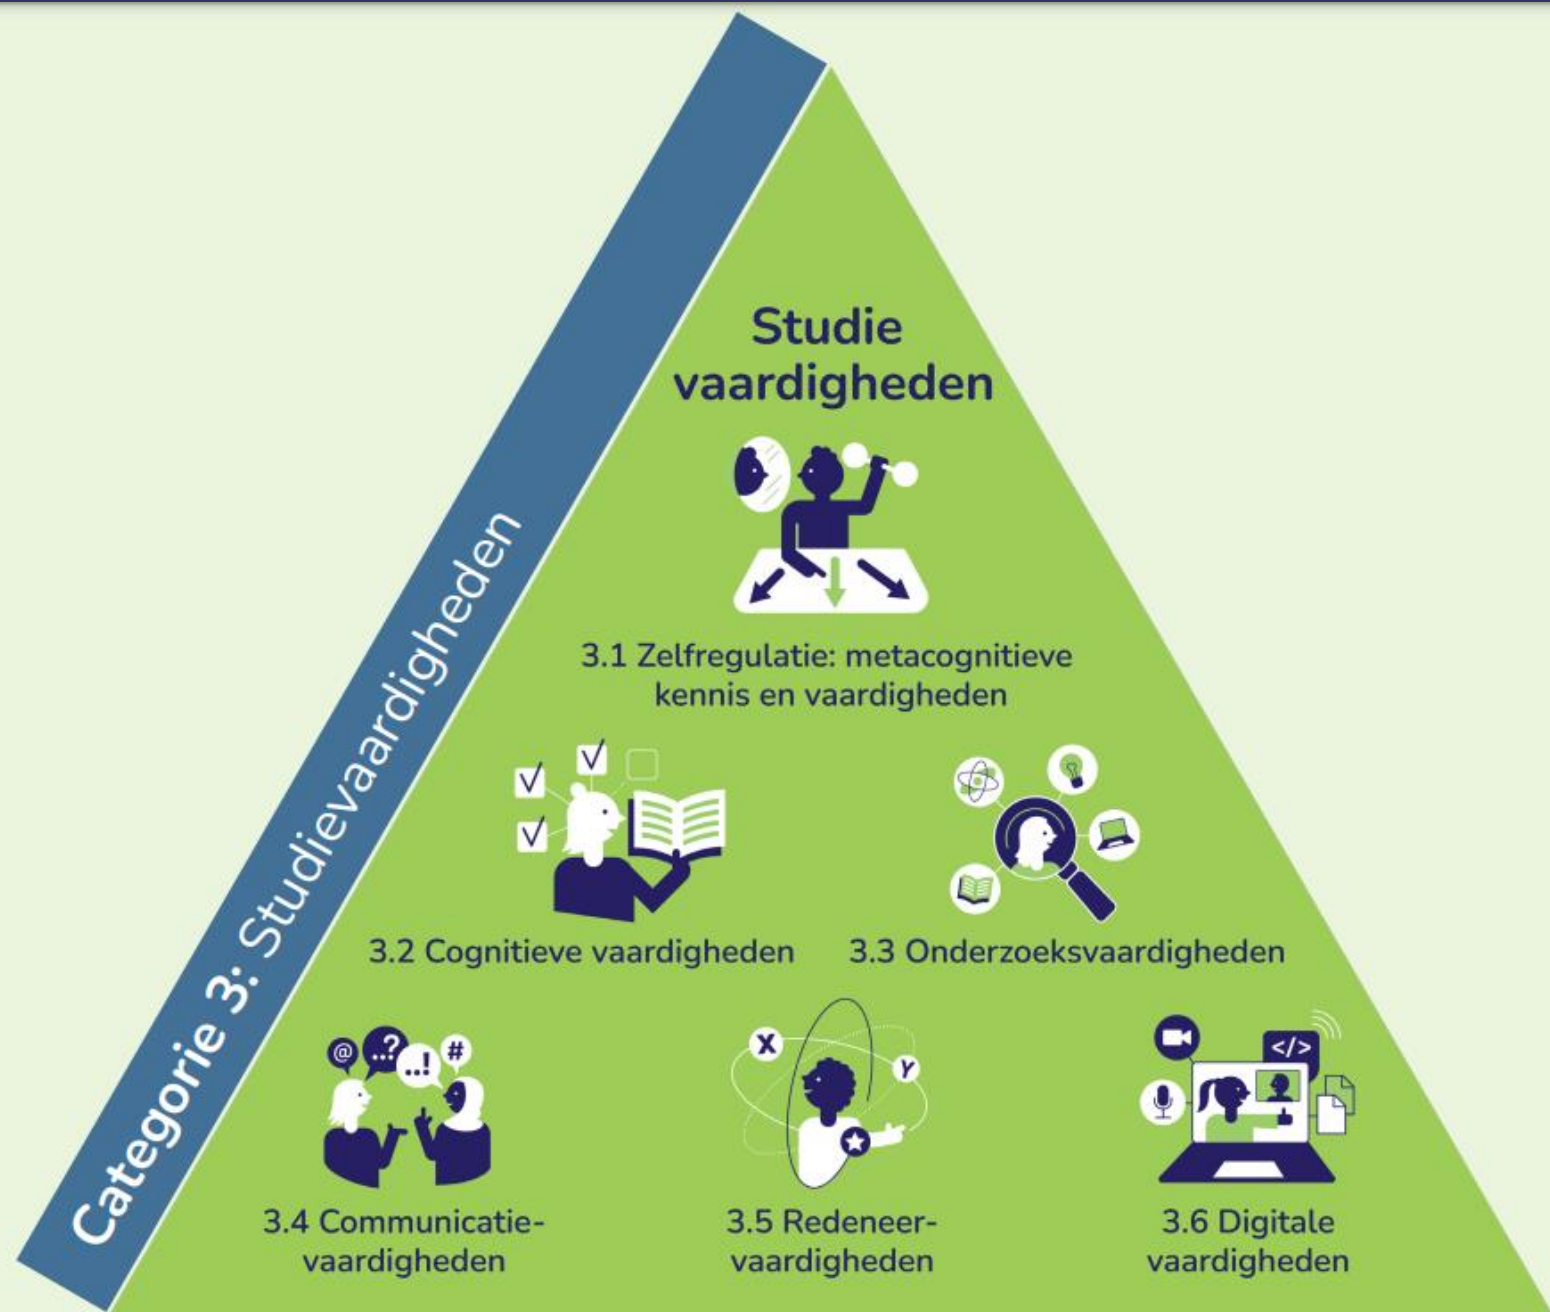 Categorie 3: Studievaardigheden
Studie
vaardigheden
3.1 Zelfregulatie: metacognitieve
kennis en vaardigheden
3.2 Cognitieve vaardigheden
3.3 Onderzoeksvaardigheden
@
..?
..!
#
X
Y
</>
3.4 Communicatie-
vaardigheden
3.5 Redeneer-
vaardigheden
3.6 Digitale
vaardigheden